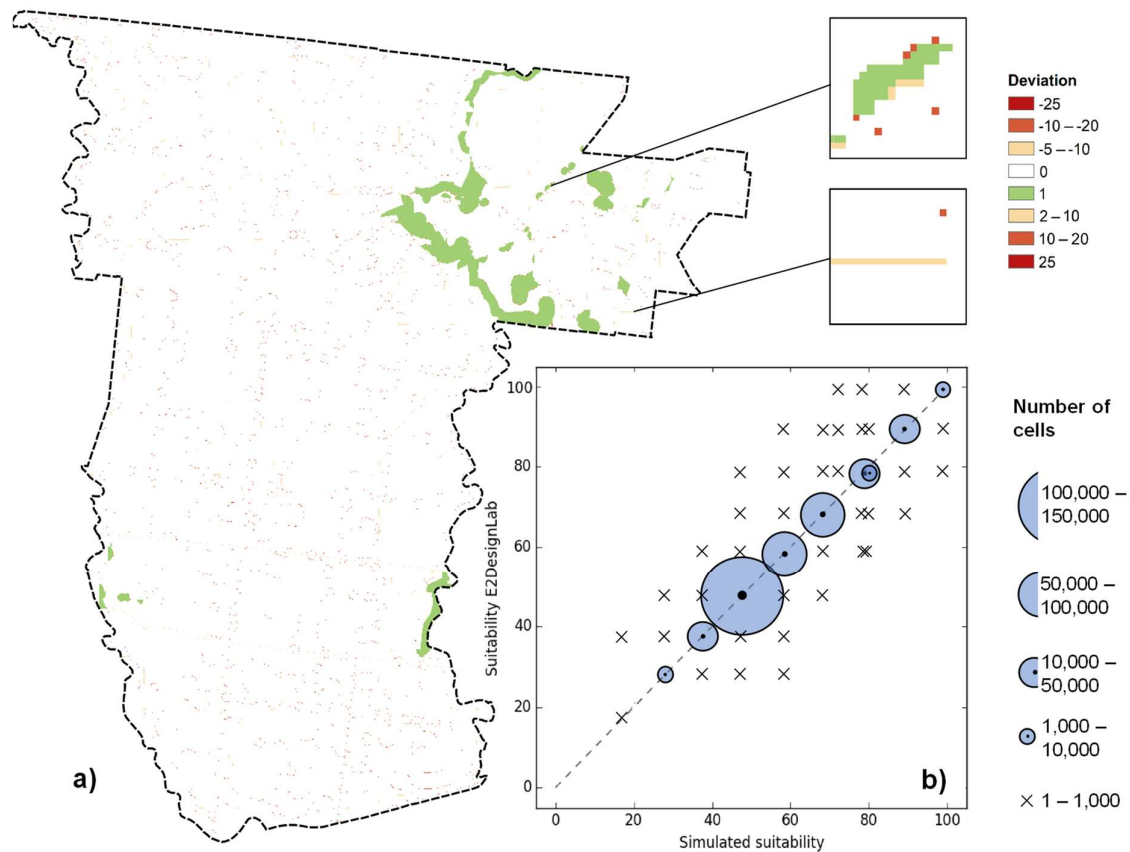 Deviation
-25
-10 – -20
-5 – -10
0
1
2 – 10
10 – 20
25
a)
100
80
60
40
20
0
Suitability E2DesignLab
0 20 40 60 80 100
Simulated suitability
b)
Number of
cells
100,000 –
150,000
50,000 –
100,000
10,000 –
50,000
1,000 –
10,000
1 – 1,000